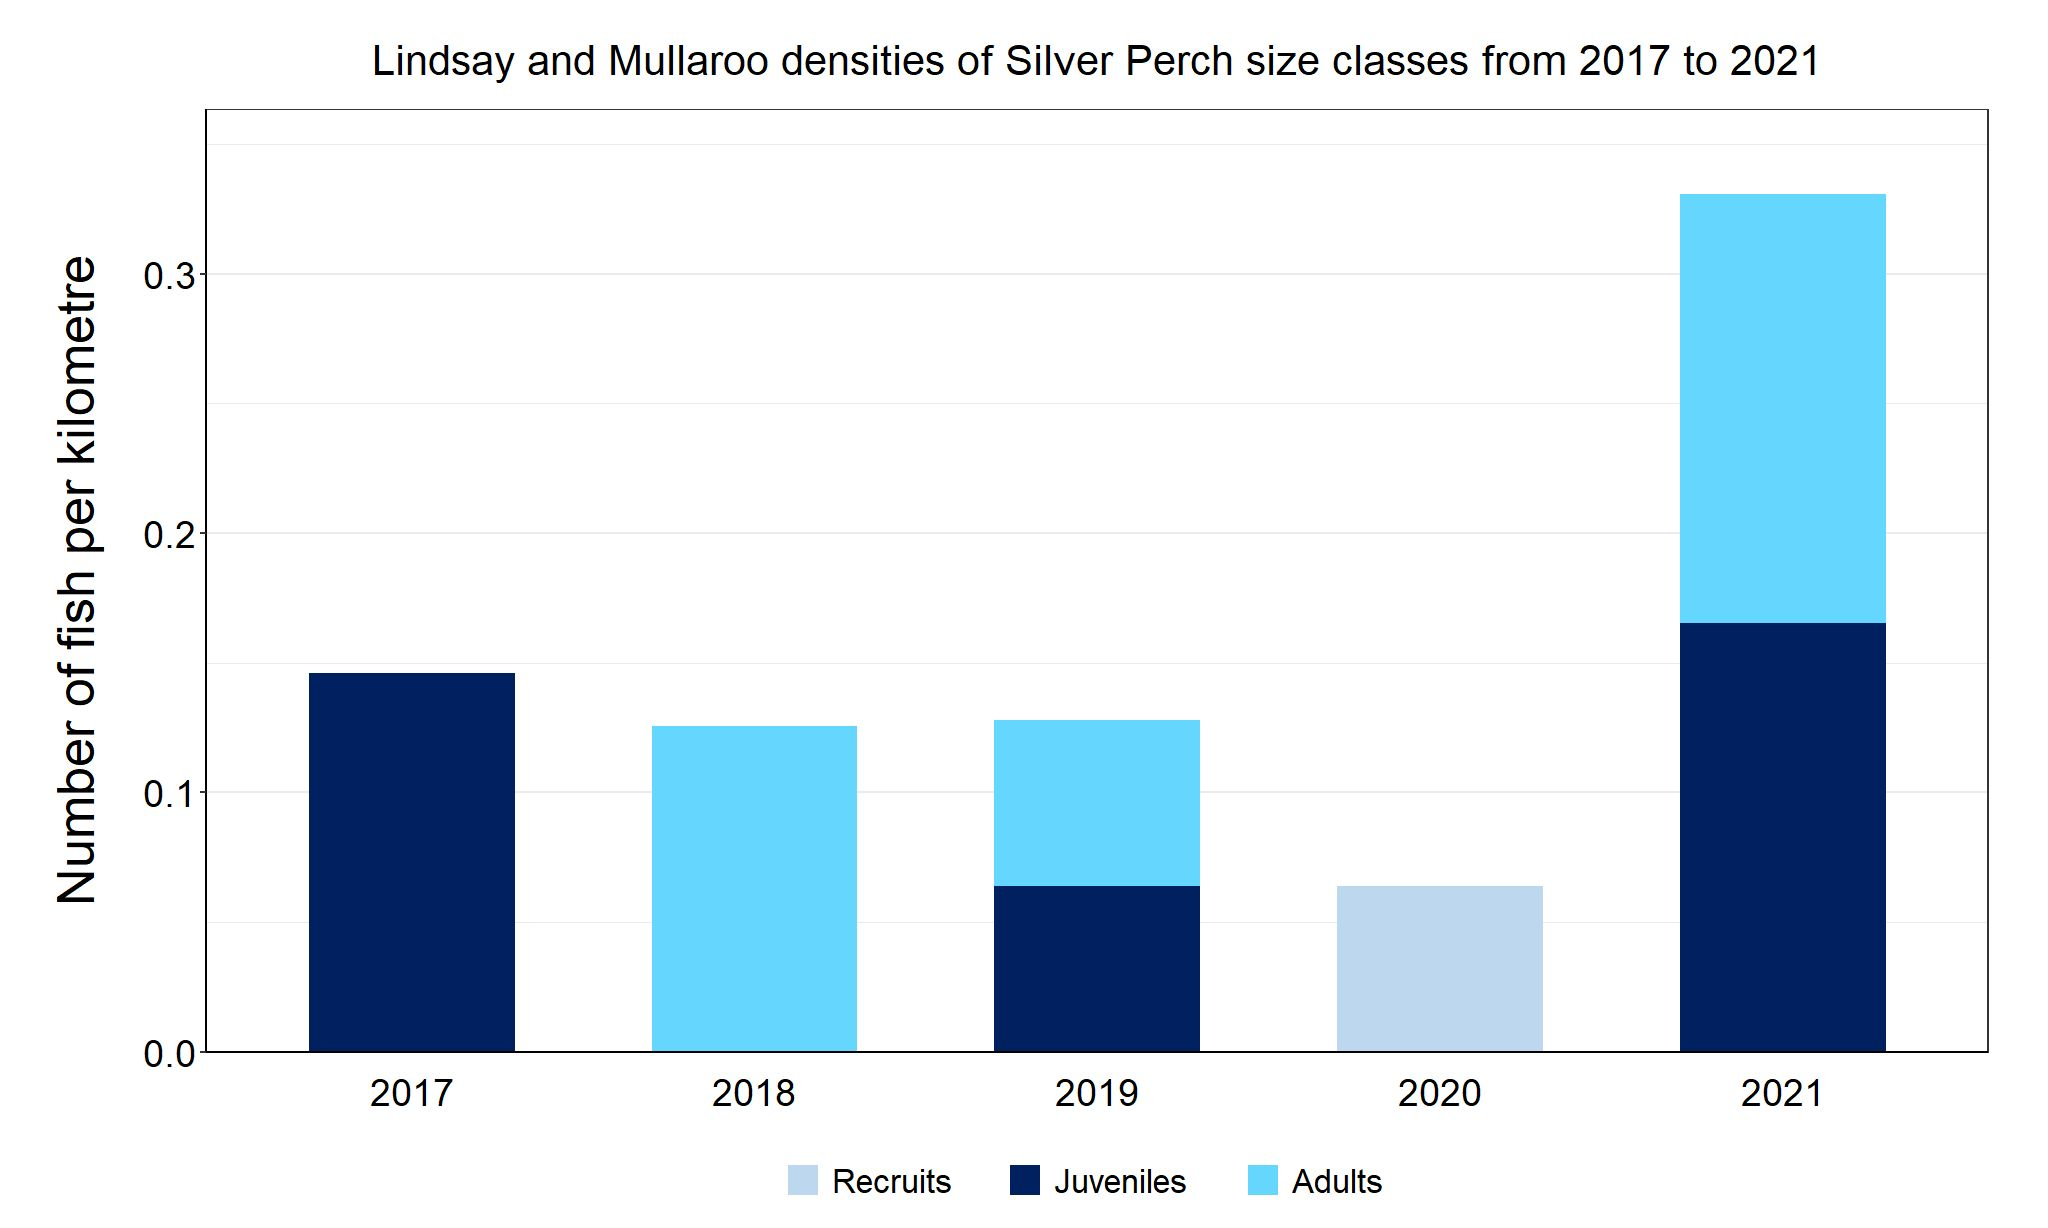 Lindsay and Mullaroo densities of Silver Perch size classes from 2017 to 2021
Number of fish per kilometre
0.3
0.2
0.1
0.0
2017 2018 2019 2020 2021
Recruits Juveniles Adults